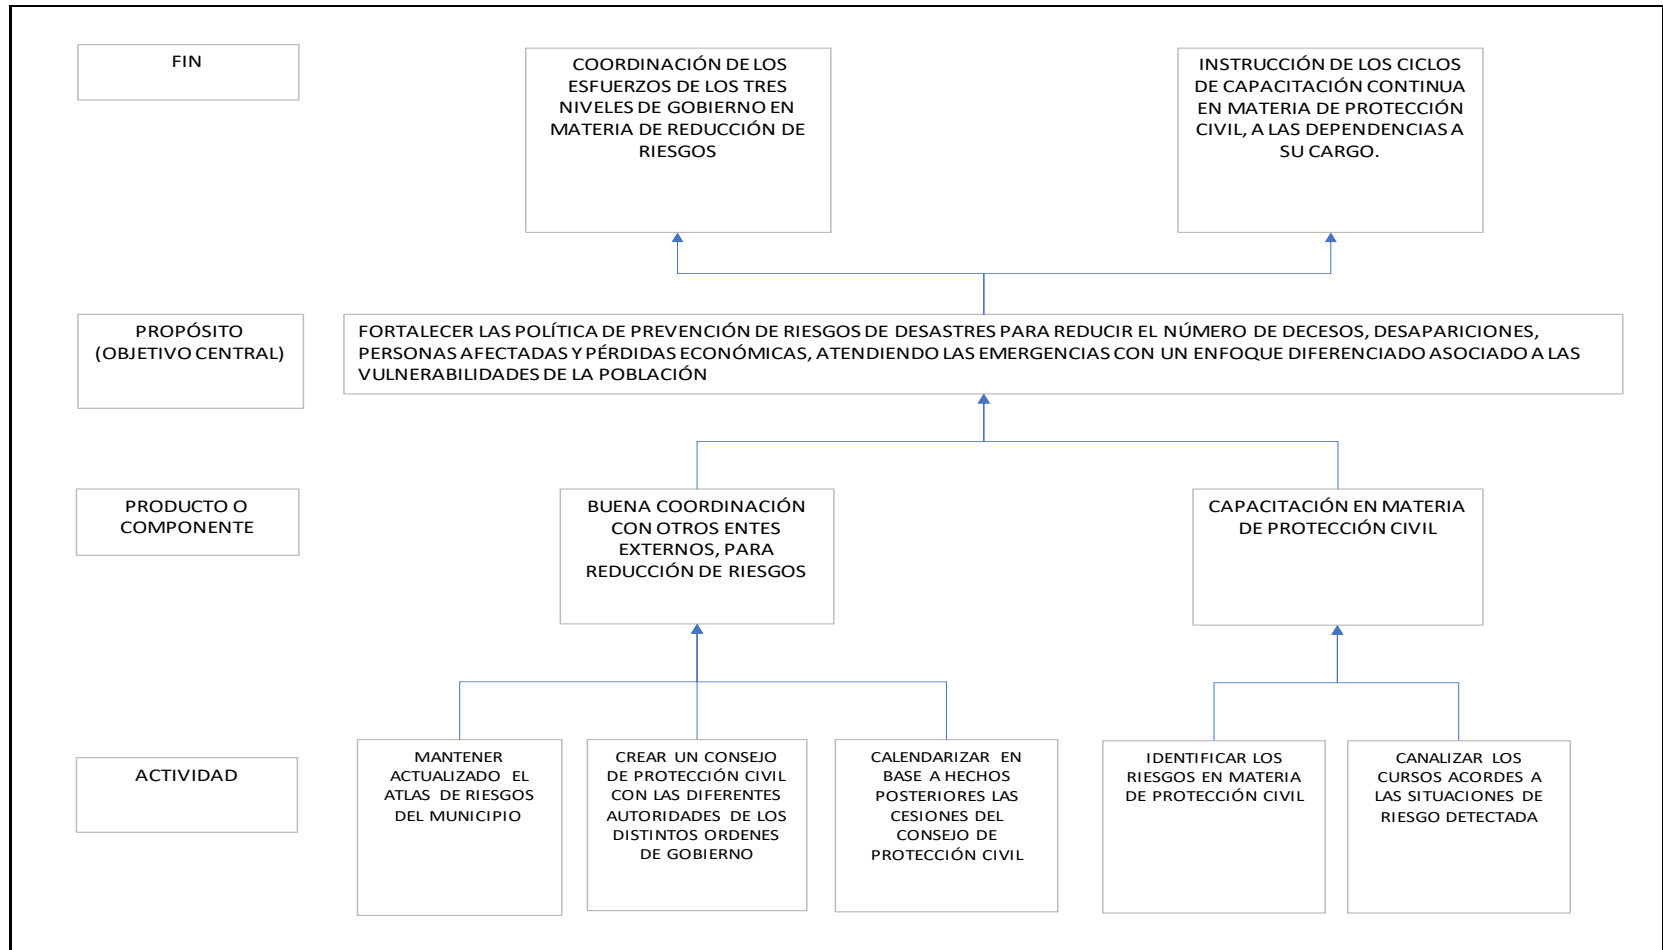 FIN
COORDINACIÓN DE LOS
ESFUERZOS DE LOS TRES
NIVELES DE GOBIERNO EN
MATERIA DE REDUCCIÓN DE
RIESGOS
INSTRUCCIÓN DE LOS CICLOS
DE CAPACITACIÓN CONTINUA
EN MATERIA DE PROTECCIÓN
CIVIL, A LAS DEPENDENCIAS A
SU CARGO.
PROPÓSITO
(OBJETIVO CENTRAL)
FORTALECER LAS POLÍTICA DE PREVENCIÓN DE RIESGOS DE DESASTRES PARA REDUCIR EL NÚMERO DE DECESOS, DESAPARICIONES,
PERSONAS AFECTADAS Y PÉRDIDAS ECONÓMICAS, ATENDIENDO LAS EMERGENCIAS CON UN ENFOQUE DIFERENCIADO ASOCIADO A LAS
VULNERABILIDADES DE LA POBLACIÓN
PRODUCTO O
COMPONENTE
BUENA COORDINACIÓN
CON OTROS ENTES
EXTERNOS, PARA
REDUCCIÓN DE RIESGOS
CAPACITACIÓN EN MATERIA
DE PROTECCIÓN CIVIL
ACTIVIDAD
MANTENER
ACTUALIZADO EL
ATLAS DE RIESGOS
DEL MUNICIPIO
CREAR UN CONSEJO
DE PROTECCIÓN CIVIL
CON LAS DIFERENTES
AUTORIDADES DE LOS
DISTINTOS ORDENES
DE GOBIERNO
CALENDARIZAR EN
BASE A HECHOS
POSTERIORES LAS
CESIONES DEL
CONSEJO DE
PROTECCIÓN CIVIL
IDENTIFICAR LOS
RIESGOS EN MATERIA
DE PROTECCIÓN CIVIL
CANALIZAR LOS
CURSOS ACORDES A
LAS SITUACIONES DE
RIESGO DETECTADA